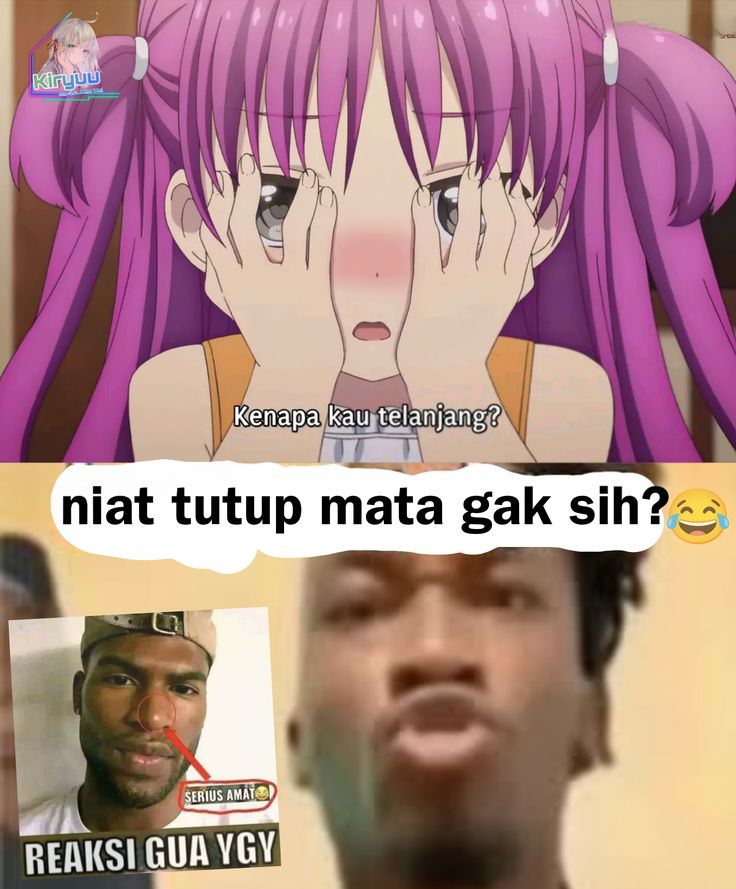 Kiryuu
Kenapa kau telanjang?
niat tutup mata gak sih?😂
SERIUS AMAT😂
REAKSI GUA YGY